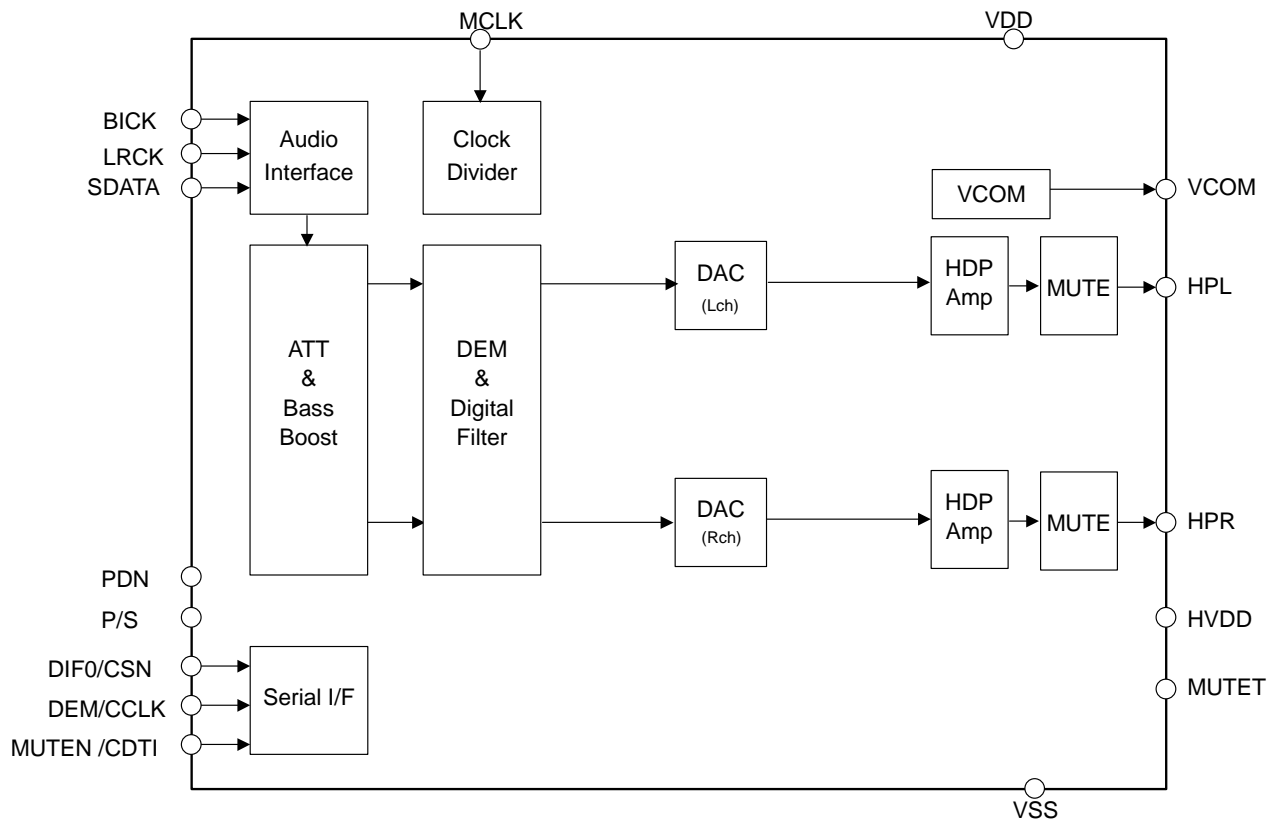 MCLK
VDD
BICK
LRCK
SDATA
Audio
Interface
Clock
Divider
VCOM
VCOM
ATT
&
Bass
Boost
DEM
&
Digital
Filter
DAC
(Lch)
HDP
Amp
MUTE
HPL
DAC
(Rch)
HDP
Amp
MUTE
HPR
PDN
P/S
DIF0/CSN
DEM/CCLK
MUTEN /CDTI
Serial I/F
HVDD
MUTET
VSS